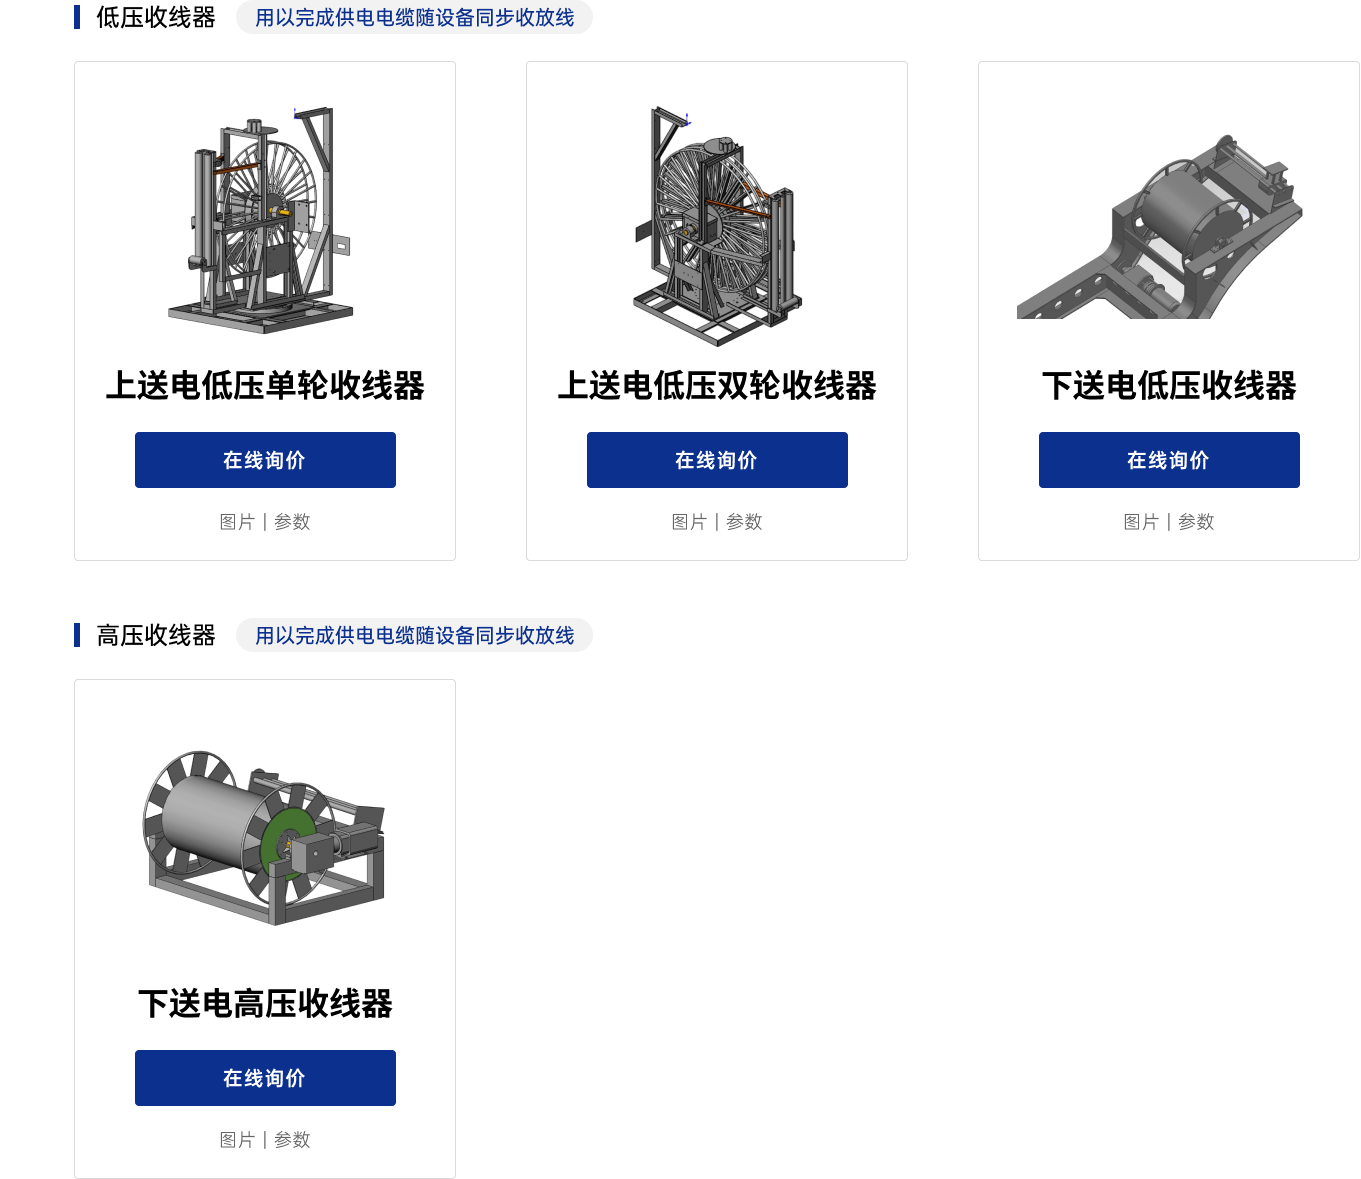 低压收线器
用以完成供电电缆随设备同步收放线
上送电低压单轮收线器
上送电低压双轮收线器
下送电低压收线器
在线询价
在线询价
在线询价
图片丨参数
图片丨参数
图片丨参数
高压收线器
用以完成供电电缆随设备同步收放线
下送电高压收线器
在线询价
图片丨参数